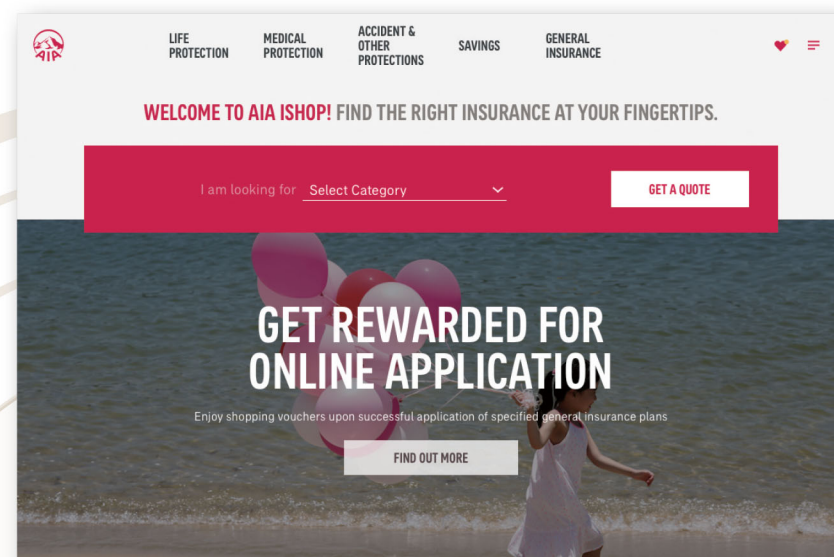 AIA
LIFE
PROTECTION
MEDICAL
PROTECTION
ACCIDENT &
OTHER
PROTECTIONS
SAVINGS
GENERAL
INSURANCE
WELCOME TO AIA ISHOP! FIND THE RIGHT INSURANCE AT YOUR FINGERTIPS.
I am looking for Select Category
GET A QUOTE
GET REWARDED FOR
ONLINE APPLICATION
Enjoy shopping vouchers upon successful application of specified general insurance plans
FIND OUT MORE